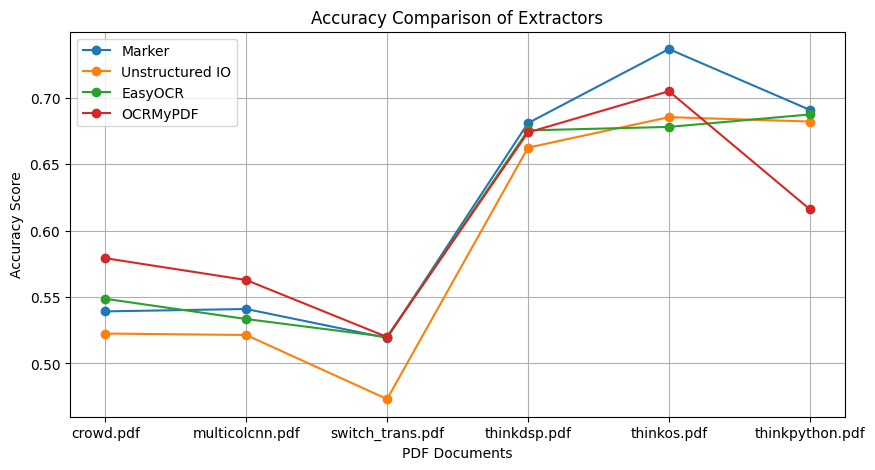 Accuracy Comparison of Extractors
Marker
Unstructured IO
EasyOCR
OCRMyPDF
Accuracy Score
0.70
0.65
0.60
0.55
0.50
crowd.pdf multicolcnn.pdf switch_trans.pdf thinkdsp.pdf thinkos.pdf thinkpython.pdf
PDF Documents